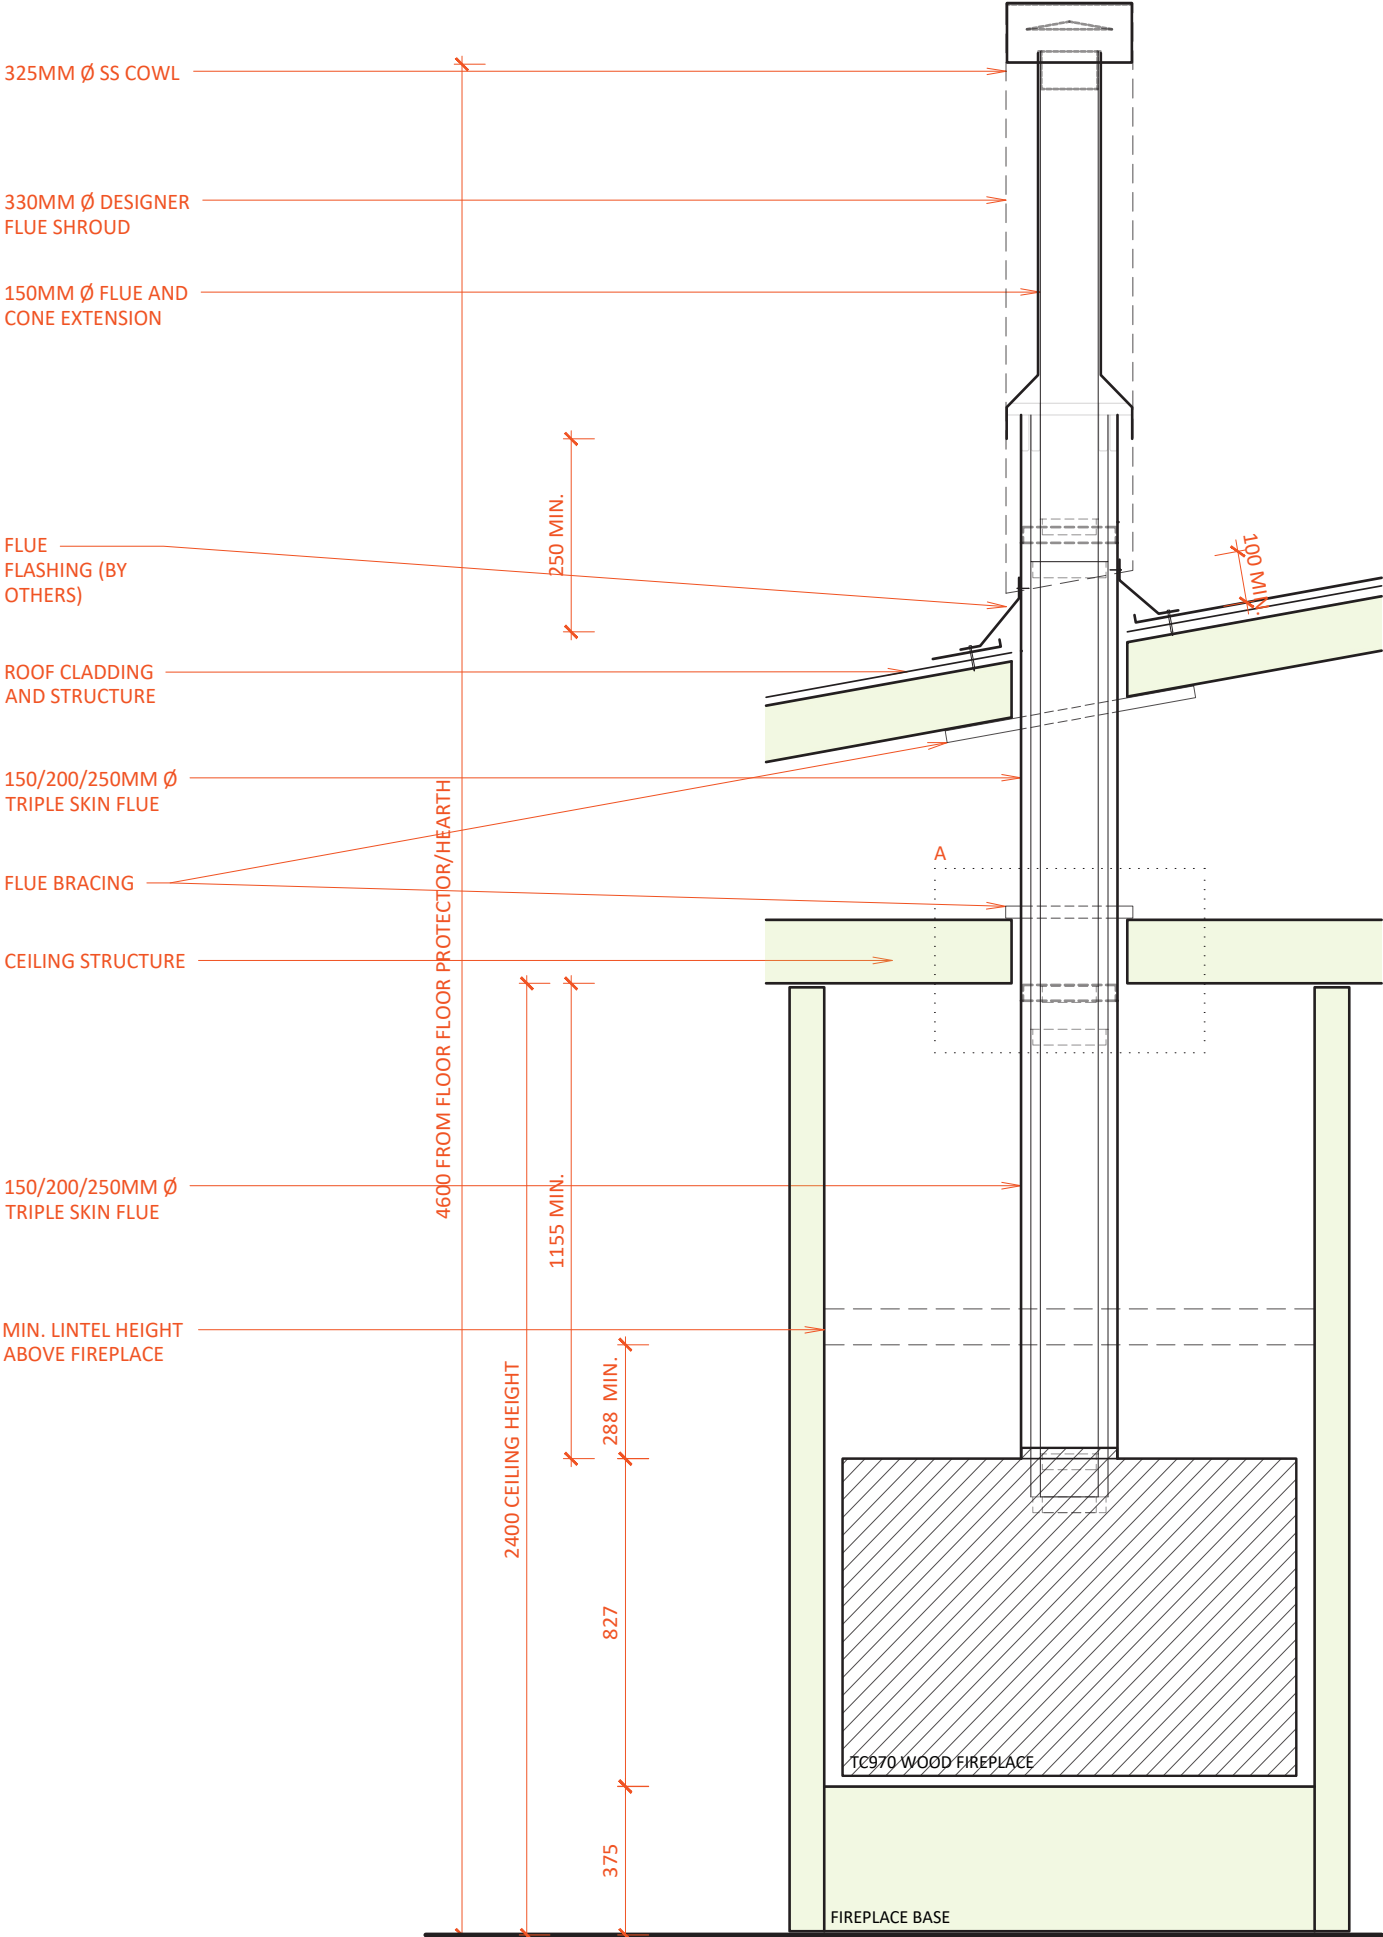 325MM Ø SS COWL
330MM Ø DESIGNER
FLUE SHROUD
150MM Ø FLUE AND
CONE EXTENSION
250 MIN.
FLUE
FLASHING (BY
OTHERS)
100 MIN.
ROOF CLADDING
AND STRUCTURE
150/200/250MM Ø
TRIPLE SKIN FLUE
4600 FROM FLOOR FLOOR PROTECTOR/HEARTH
A
FLUE BRACING
CEILING STRUCTURE
150/200/250MM Ø
TRIPLE SKIN FLUE
1155 MIN.
MIN. LINTEL HEIGHT
ABOVE FIREPLACE
288 MIN.
2400 CEILING HEIGHT
827
TC970 WOOD FIREPLACE
375
FIREPLACE BASE